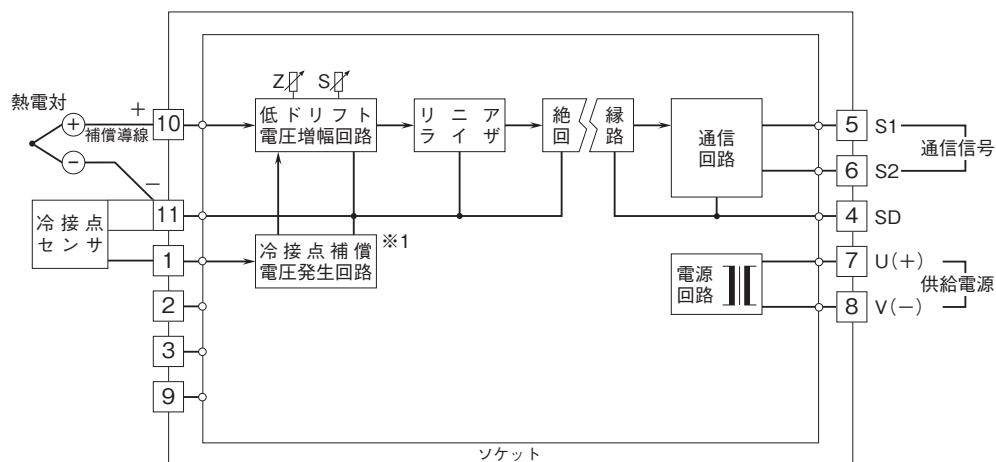 熱電対
+
補償導線
+
−
−
冷接点
センサ
10
11
1
2
3
9
Z
S
低ドリフト
電圧増幅回路
リニア
ライザ
絶縁
回路
通信
回路
冷接点補償
電圧発生回路
※1
電源
回路
5
S1
6
S2
通信信号
4
SD
7
U(+)
8
V(−)
供給電源
ソケット